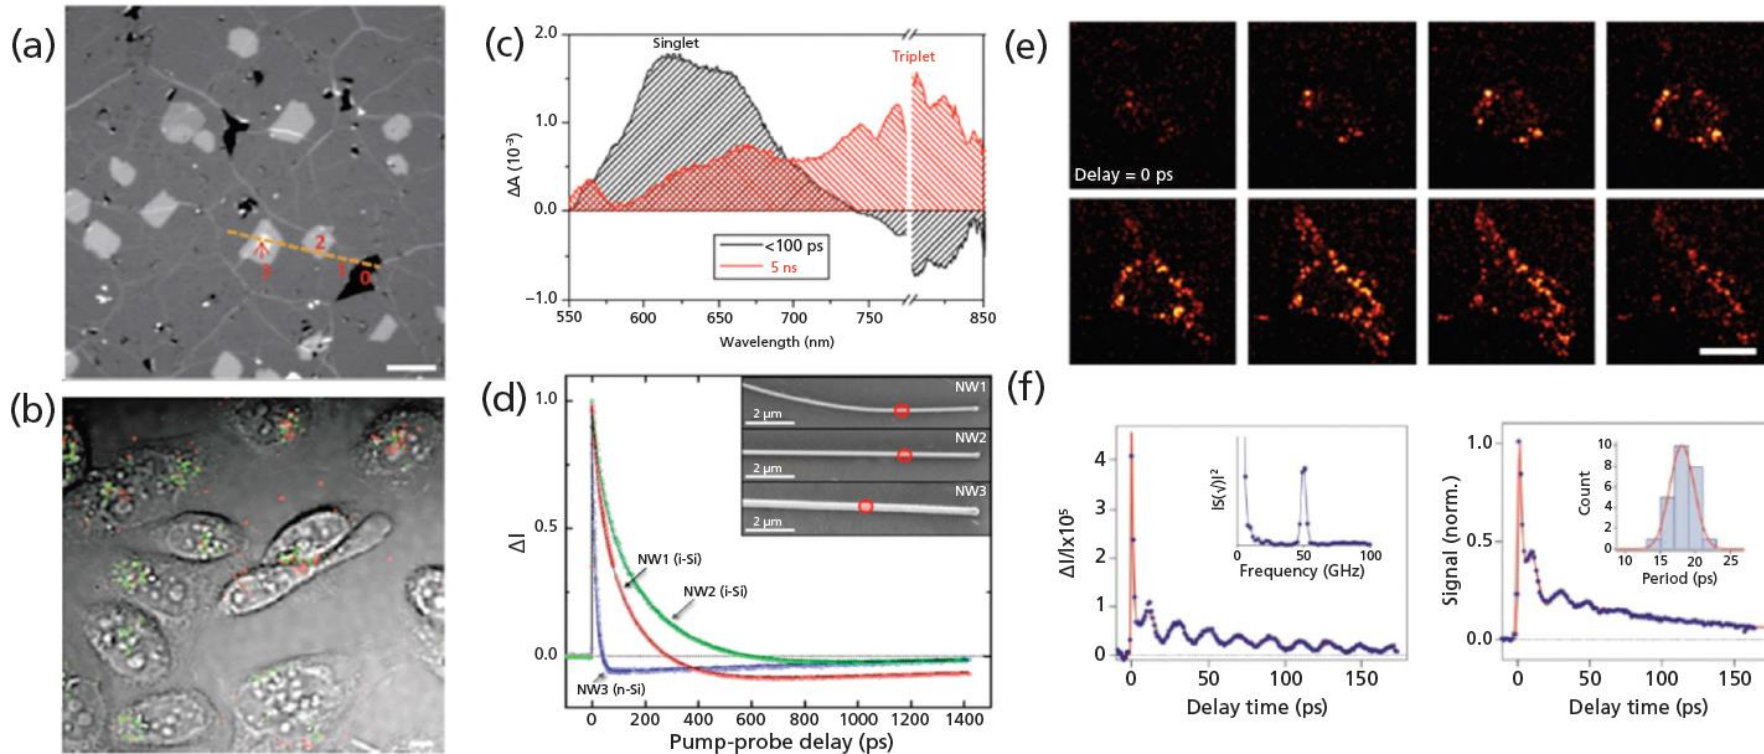 (a)
0
1
2
3
(b)
(c)
2.0
1.0
0.0
−1.0
ΔA (10⁻³)
Singlet
Triplet
<100 ps
5 ns
550 600 650 700 750 850
Wavelength (nm)
(d)
1.0
0.5
0.0
ΔI
NW1
2 μm
NW2
2 μm
NW3
2 μm
NW1 (i-Si)
NW2 (i-Si)
NW3 (n-Si)
0 200 400 600 800 1000 1200 1400
Pump-probe delay (ps)
(e)
Delay = 0 ps
(f)
4
3
2
1
0
ΔI/Ix10⁵
IS(√)I²
0 50 100
Frequency (GHz)
0 50 100 150
Delay time (ps)
1.0
0.5
0.0
Signal (norm.)
10
8
6
4
2
0
Count
10 15 20 25
Period (ps)
0 50 100 150
Delay time (ps)